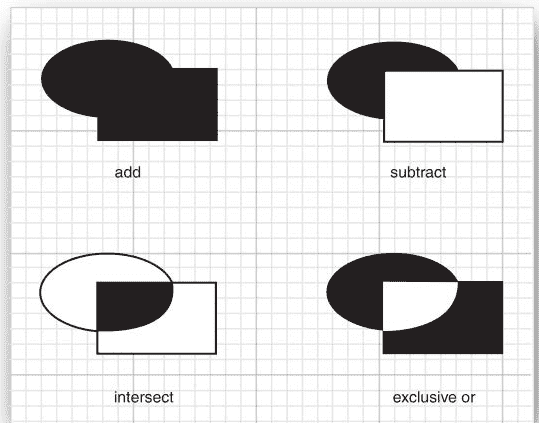 add
subtract
intersect
exclusive or